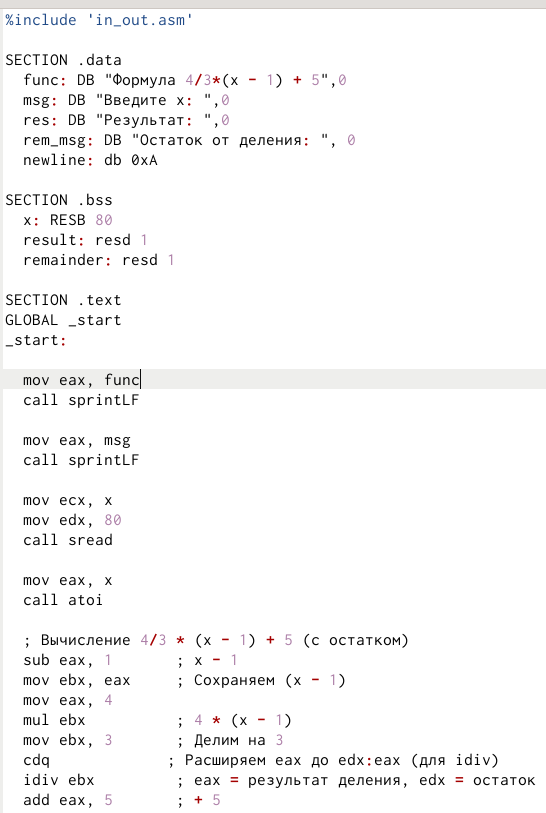 %include 'in_out.asm'
SECTION .data
func: DB "Формула 4/3*(x - 1) + 5",0
msg: DB "Введите x: ",0
res: DB "Результат: ",0
rem_msg: DB "Остаток от деления: ", 0
newline: db 0xA
SECTION .bss
x: RESB 80
result: resd 1
remainder: resd 1
SECTION .text
GLOBAL _start
_start:
mov eax, func
call sprintLF
mov eax, msg
call sprintLF
mov ecx, x
mov edx, 80
call sread
mov eax, x
call atoi
; Вычисление 4/3 * (x - 1) + 5 (с остатком)
sub eax, 1 ; x - 1
mov ebx, eax ; Сохраняем (x - 1)
mov eax, 4
mul ebx ; 4 * (x - 1)
mov ebx, 3 ; Делим на 3
cdq ; Расширяем eax до edx:eax (для idiv)
idiv ebx ; eax = результат деления, edx = остаток
add eax, 5 ; + 5